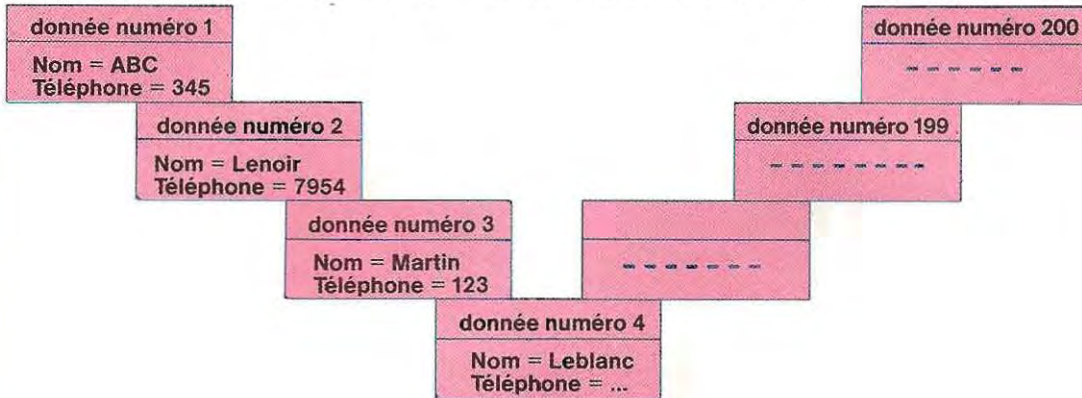 donnée numéro 1
Nom = ABC
Téléphone = 345
donnée numéro 2
Nom = Lenoir
Téléphone = 7954
donnée numéro 3
Nom = Martin
Téléphone = 123
donnée numéro 4
Nom = Leblanc
Téléphone = ...
- - - - - - -
donnée numéro 199
- - - - - - - -
donnée numéro 200
- - - - - -